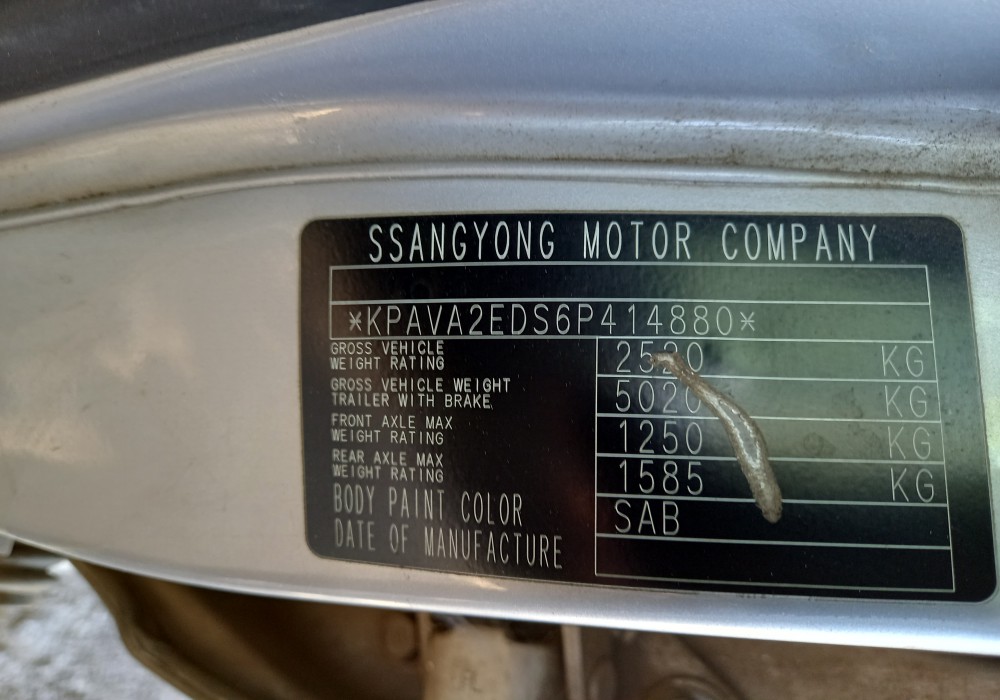 SSANGYONG MOTOR COMPANY
*KPAVA2EDS6P414880*
GROSS VEHICLE
WEIGHT RATING 2520 KG
GROSS VEHICLE WEIGHT
TRAILER WITH BRAKE 5020 KG
FRONT AXLE MAX
WEIGHT RATING 1250 KG
REAR AXLE MAX
WEIGHT RATING 1585 KG
BODY PAINT COLOR SAB
DATE OF MANUFACTURE